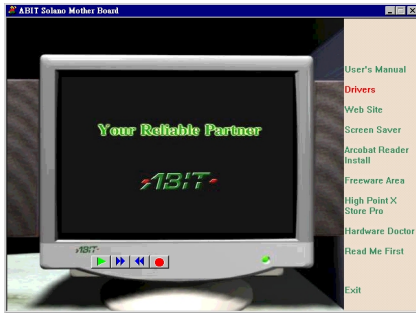 ABIT Solano Mother Board
User's Manual
Drivers
Web Site
Screen Saver
Arcobat Reader
Install
Freeware Area
High Point X
Store Pro
Hardware Doctor
Read Me First
Exit
Your Reliable Partner
ABIT
ABIT